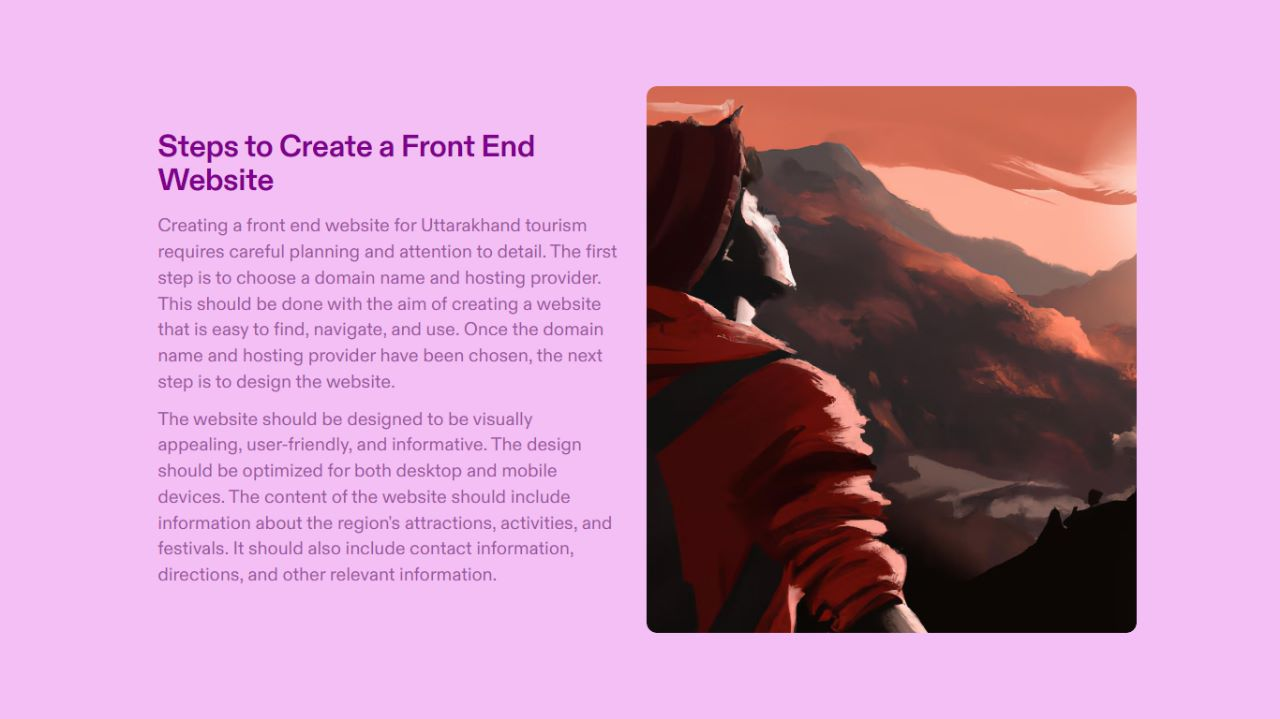 Steps to Create a Front End
Website
Creating a front end website for Uttarakhand tourism
requires careful planning and attention to detail. The first
step is to choose a domain name and hosting provider.
This should be done with the aim of creating a website
that is easy to find, navigate, and use. Once the domain
name and hosting provider have been chosen, the next
step is to design the website.
The website should be designed to be visually
appealing, user-friendly, and informative. The design
should be optimized for both desktop and mobile
devices. The content of the website should include
information about the region's attractions, activities, and
festivals. It should also include contact information,
directions, and other relevant information.